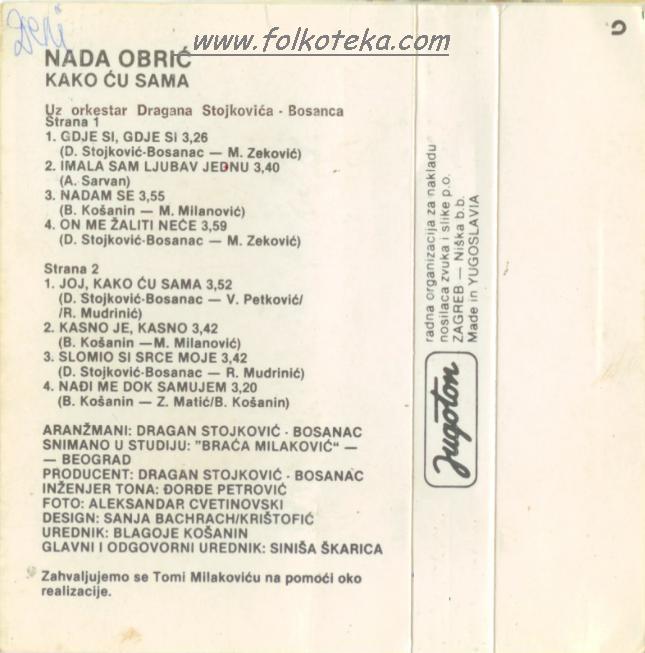 Deni
www.folkoteka.com
NADA OBRIĆ
KAKO ĆU SAMA
Uz orkestar Dragana Stojkovića - Bosanca
Strana 1
1. GDJE SI, GDJE SI 3,26
(D. Stojković-Bosanac — M. Zeković)
2. IMALA SAM LJUBAV JEDNU 3,40
(A. Sarvan)
3. NADAM SE 3,55
(B. Košanin — M. Milanović)
4. ON ME ŽALITI NEĆE 3,59
(D. Stojković-Bosanac — M. Zeković)
Strana 2
1. JOJ, KAKO ĆU SAMA 3,52
(D. Stojković-Bosanac — V. Petković/
/R. Mudrinić)
2. KASNO JE, KASNO 3,42
(B. Košanin —M. Milanović)
3. SLOMIO SI SRCE MOJE 3,42
(D. Stojković-Bosanac — R. Mudrinić)
4. NAĐI ME DOK SAMUJEM 3,20
(B. Košanin — Z. Matić/B. Košanin)
ARANŽMANI: DRAGAN STOJKOVIĆ - BOSANAC
SNIMANO U STUDIJU: "BRAĆA MILAKOVIĆ" —
— BEOGRAD
PRODUCENT: DRAGAN STOJKOVIĆ - BOSANAC
INŽENJER TONA: ĐORĐE PETROVIĆ
FOTO: ALEKSANDAR CVETINOVSKI
DESIGN: SANJA BACHRACH/KRIŠTOFIĆ
UREDNIK: BLAGOJE KOŠANIN
GLAVNI I ODGOVORNI UREDNIK: SINIŠA ŠKARICA
Zahvaljujemo se Tomi Milakoviću na pomoći oko
realizacije.
radna organizacija za nakladu
nosilaca zvuka i slike p.o.
ZAGREB — Niška b.b.
Made in YUGOSLAVIA
Jugoton